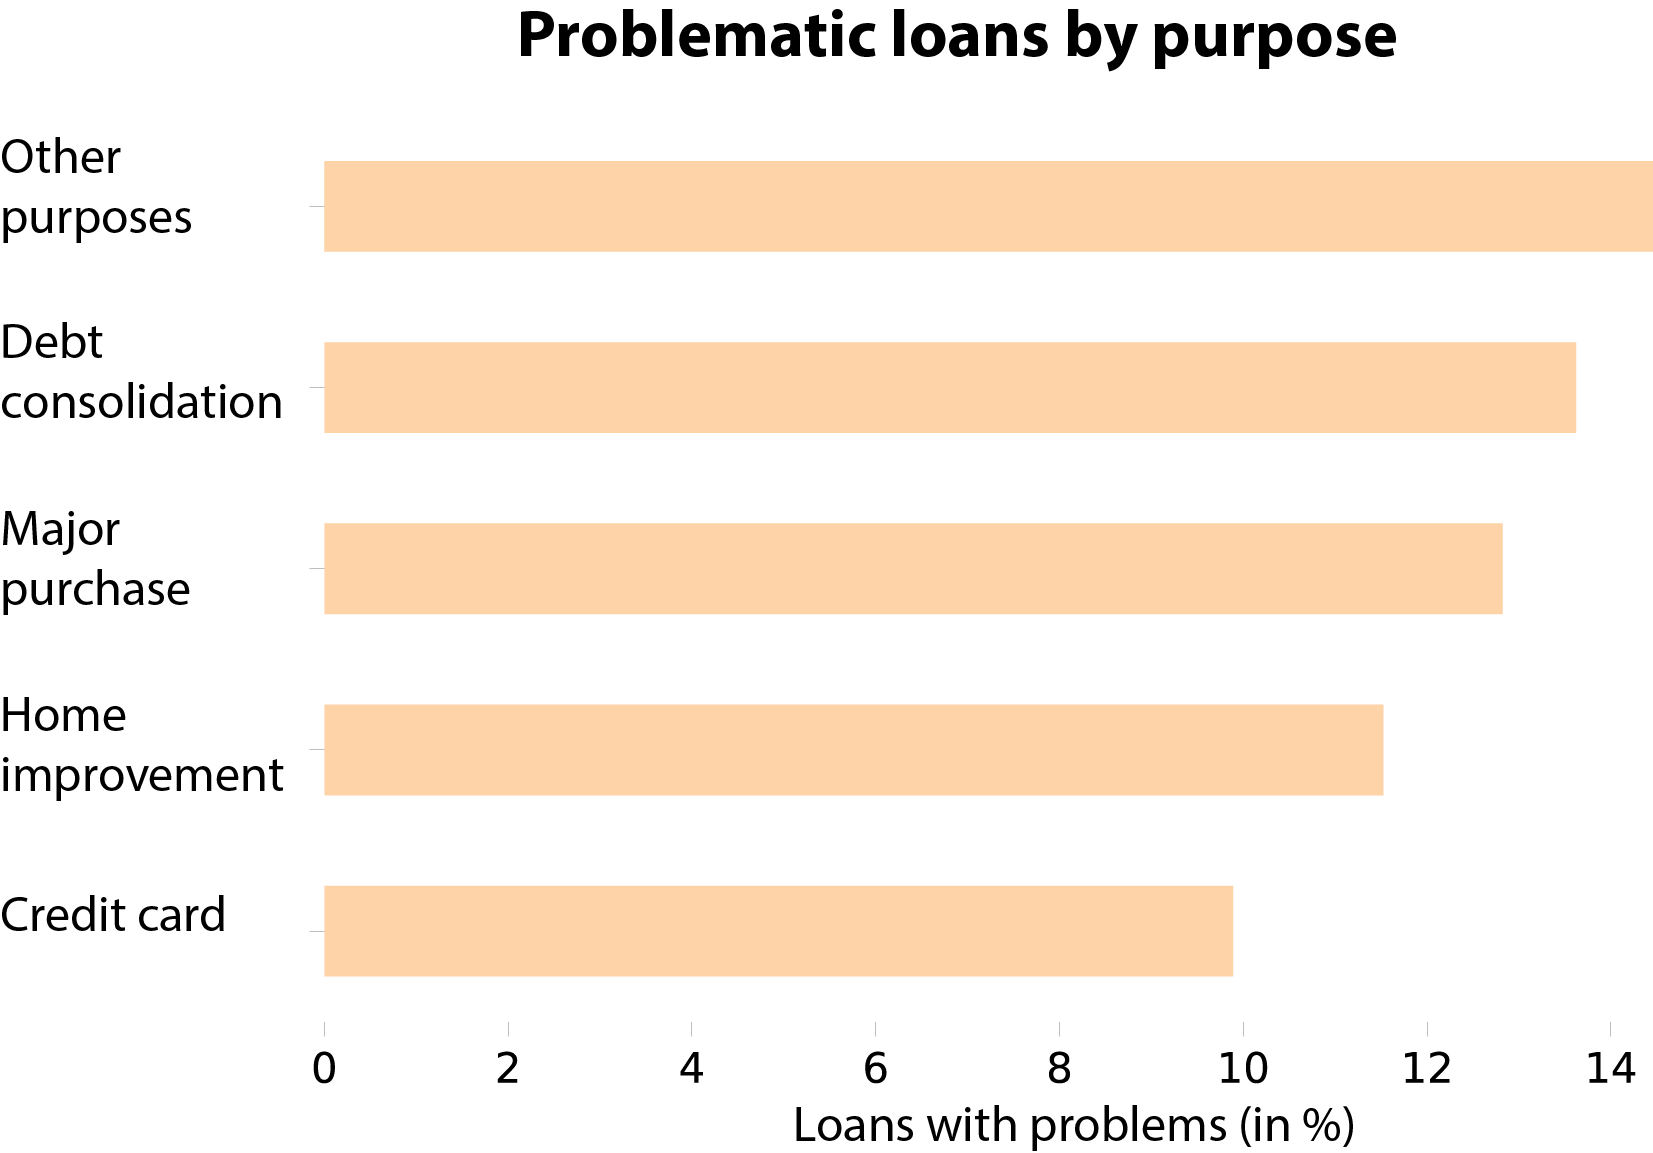 Problematic loans by purpose
Other
purposes
Debt
consolidation
Major
purchase
Home
improvement
Credit card
0 2 4 6 8 10 12 14
Loans with problems (in %)